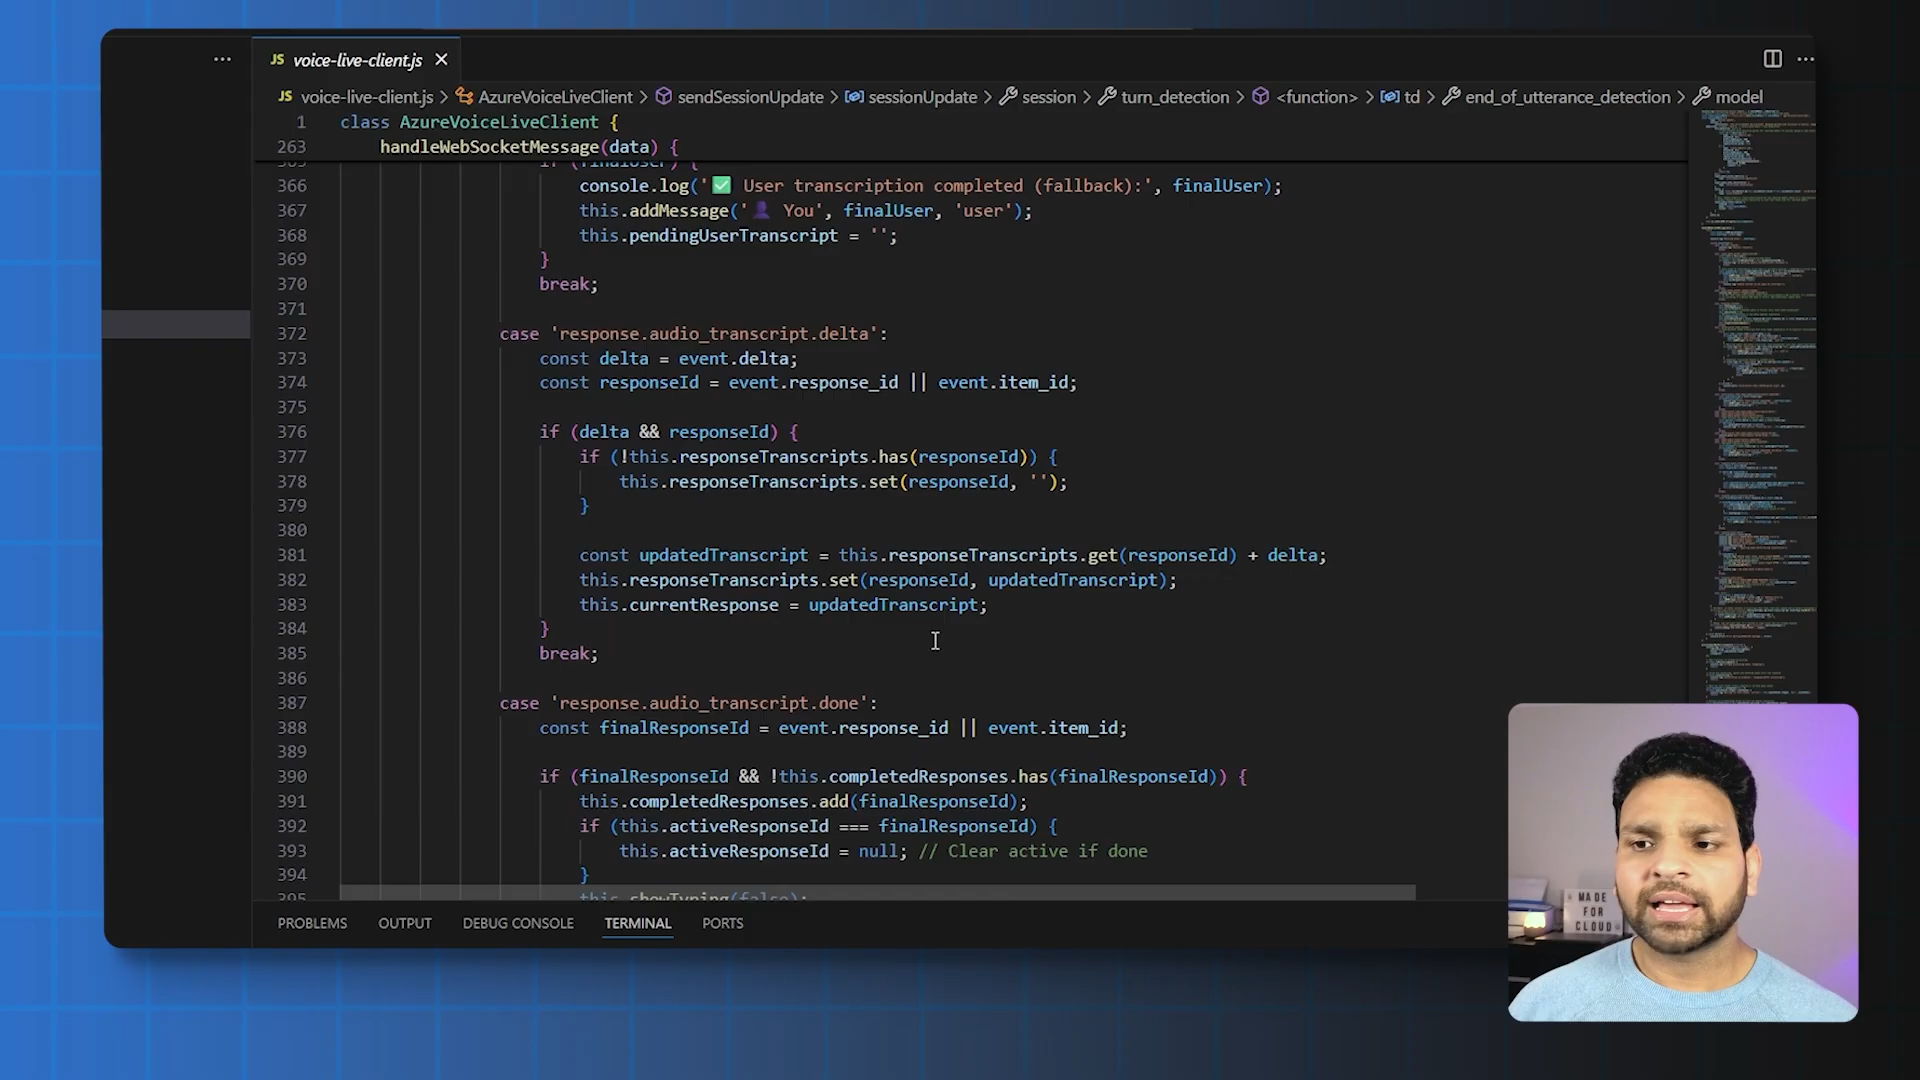 JS voice-live-client.js
JS voice-live-client.js > AzureVoiceLiveClient > sendSessionUpdate > sessionUpdate > session > turn_detection > <function> > td > end_of_utterance_detection > model
1 class AzureVoiceLiveClient {
263 handleWebSocketMessage(data) {
365 if (finalUser) {
366 console.log('✅ User transcription completed (fallback):', finalUser);
367 this.addMessage('👤 You', finalUser, 'user');
368 this.pendingUserTranscript = '';
369 }
370 break;
371
372 case 'response.audio_transcript.delta':
373 const delta = event.delta;
374 const responseId = event.response_id || event.item_id;
375
376 if (delta && responseId) {
377 if (!this.responseTranscripts.has(responseId)) {
378 this.responseTranscripts.set(responseId, '');
379 }
380
381 const updatedTranscript = this.responseTranscripts.get(responseId) + delta;
382 this.responseTranscripts.set(responseId, updatedTranscript);
383 this.currentResponse = updatedTranscript;
384 }
385 break;
386
387 case 'response.audio_transcript.done':
388 const finalResponseId = event.response_id || event.item_id;
389
390 if (finalResponseId && !this.completedResponses.has(finalResponseId)) {
391 this.completedResponses.add(finalResponseId);
392 if (this.activeResponseId === finalResponseId) {
393 this.activeResponseId = null; // Clear active if done
394 }
395 this.showTyping(false);
PROBLEMS OUTPUT DEBUG CONSOLE TERMINAL PORTS
MADE
FOR
CLOUD